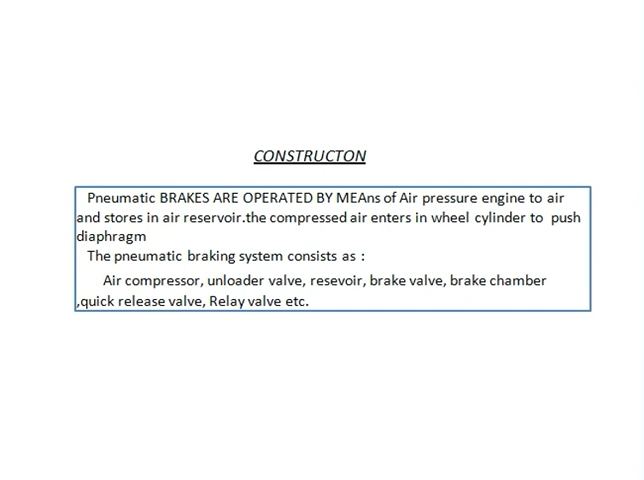 CONSTRUCTON
Pneumatic BRAKES ARE OPERATED BY MEAns of Air pressure engine to air
and stores in air reservoir.the compressed air enters in wheel cylinder to push
diaphragm
The pneumatic braking system consists as :
Air compressor, unloader valve, resevoir, brake valve, brake chamber
,quick release valve, Relay valve etc.